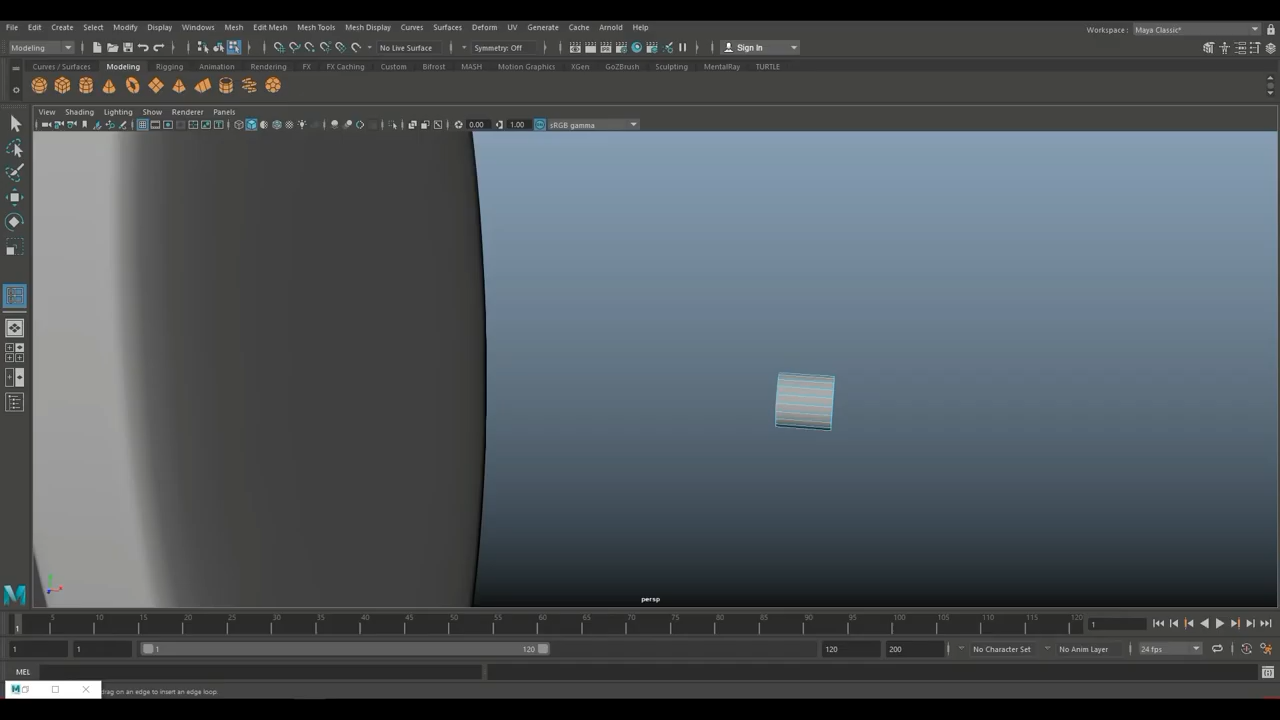 File Edit Create Select Modify Display Windows Mesh Edit Mesh Mesh Tools Mesh Display Curves Surfaces Deform UV Generate Cache Arnold Help
Workspace: Maya Classic*
Modeling No Live Surface Symmetry: Off Sign In
Curves / Surfaces Modeling Rigging Animation Rendering FX FX Caching Custom Bifrost MASH Motion Graphics XGen GoZBrush Sculpting MentalRay TURTLE
View Shading Lighting Show Renderer Panels
0.00 1.00 sRGB gamma
persp
5 10 15 20 25 30 35 40 45 50 55 60 65 70 75 80 85 90 95 100 105 110 115 120
1 1
1 1 1 120 120 200 No Character Set No Anim Layer 24 fps
MEL
drag on an edge to insert an edge loop